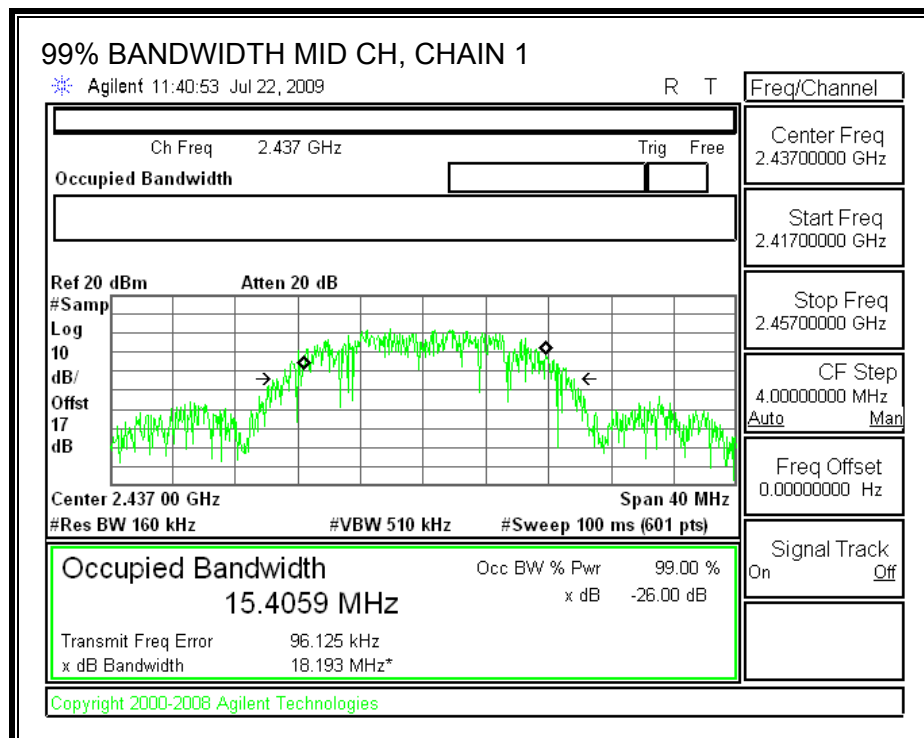 99% BANDWIDTH MID CH, CHAIN 1
Agilent 11:40:53 Jul 22, 2009 R T
Freq/Channel
Ch Freq 2.437 GHz Trig Free
Occupied Bandwidth
Center Freq
2.43700000 GHz
Start Freq
2.41700000 GHz
Stop Freq
2.45700000 GHz
CF Step
4.00000000 MHz
Auto Man
Freq Offset
0.00000000 Hz
Signal Track
On Off
Ref 20 dBm Atten 20 dB
#Samp
Log
10
dB/
Offst
17
dB
Center 2.437 00 GHz Span 40 MHz
#Res BW 160 kHz #VBW 510 kHz #Sweep 100 ms (601 pts)
Occupied Bandwidth Occ BW % Pwr 99.00 %
15.4059 MHz x dB -26.00 dB
Transmit Freq Error 96.125 kHz
x dB Bandwidth 18.193 MHz*
Copyright 2000-2008 Agilent Technologies